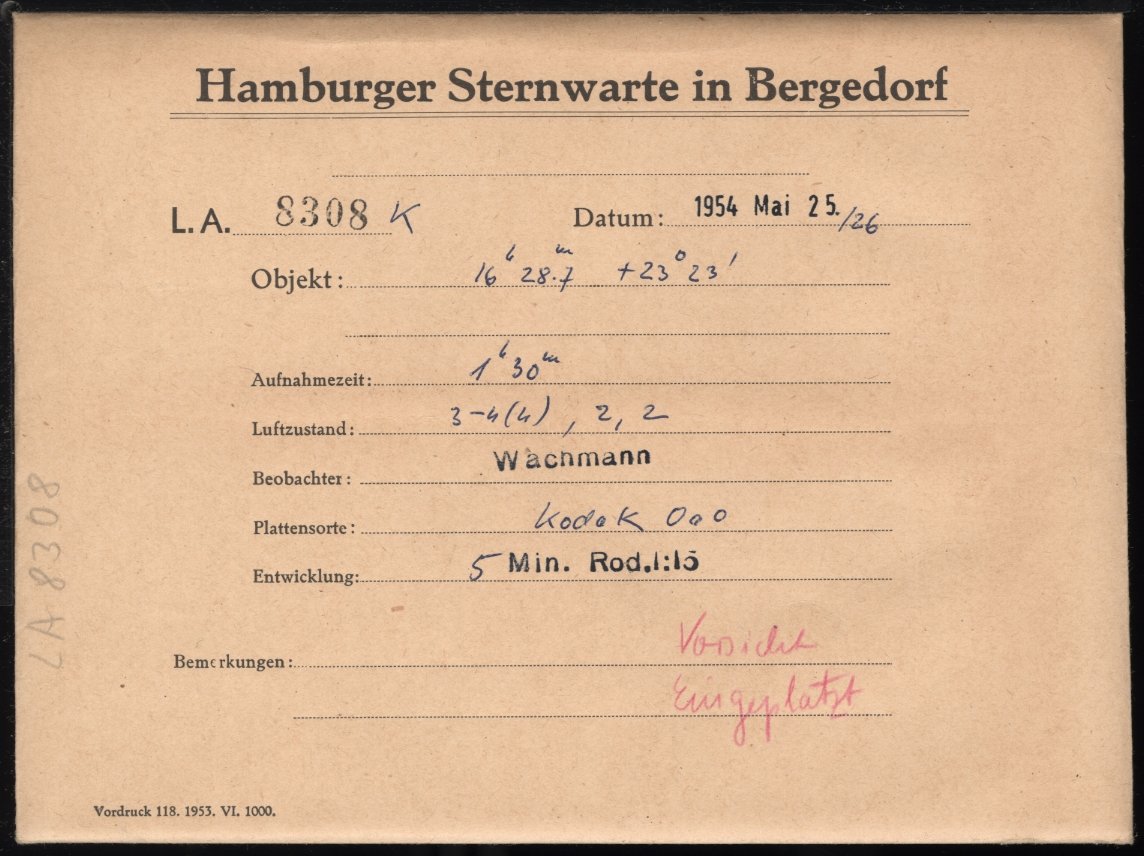 Hamburger Sternwarte in Bergedorf
L.A. 8308 K Datum: 1954 Mai 25./26
Objekt: 16h 28.7m +23° 23'
Aufnahmezeit: 1h 30m
Luftzustand: 3-4(4), 2, 2
Beobachter: Wachmann
Plattensorte: Kodak OaO
Entwicklung: 5 Min. Rod.1:15
Bemerkungen: Vorsicht
Eingeplatzt
Vordruck 118. 1953. VI. 1000.
LA 8308